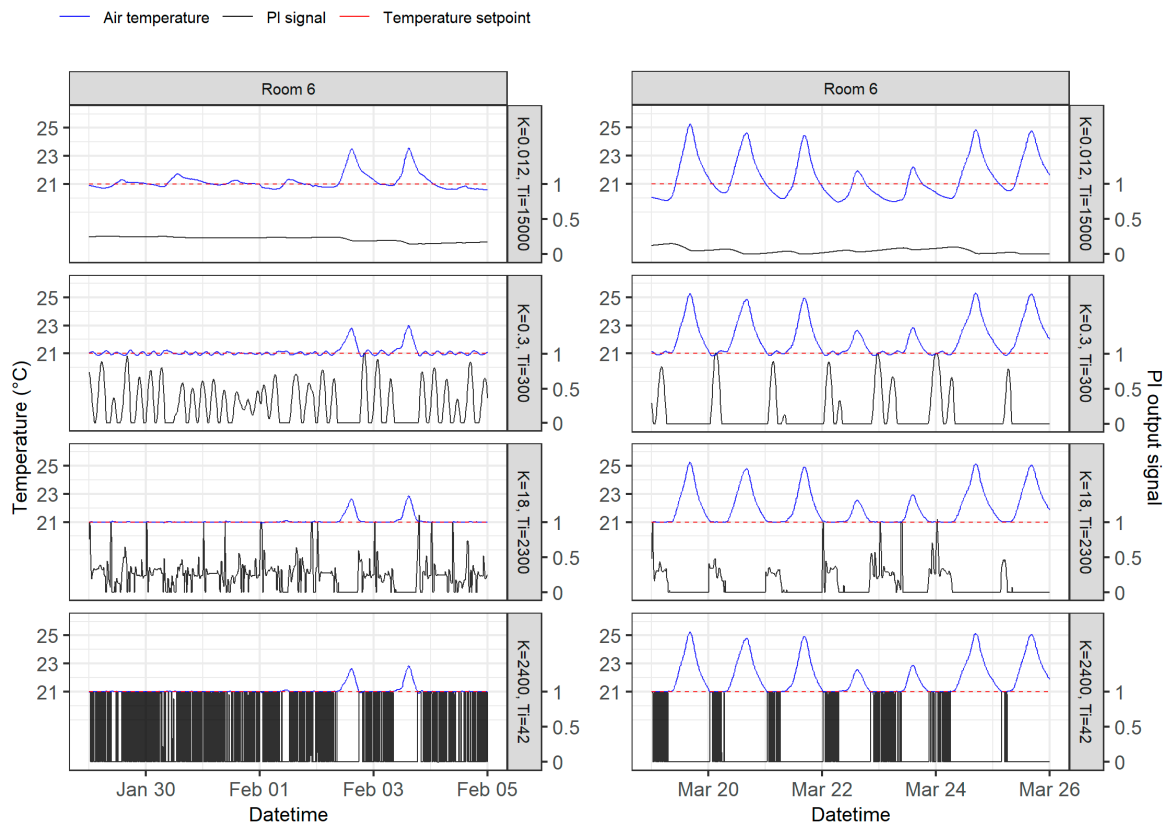 Air temperature PI signal Temperature setpoint
Room 6
Room 6
Temperature (°C)
25
23
21
1
0.5
0
K=0.012, Ti=15000
25
23
21
1
0.5
0
K=0.012, Ti=15000
25
23
21
1
0.5
0
K=0.3, Ti=300
25
23
21
1
0.5
0
K=0.3, Ti=300
25
23
21
1
0.5
0
K=18, Ti=2300
25
23
21
1
0.5
0
K=18, Ti=2300
25
23
21
1
0.5
0
K=2400, Ti=42
25
23
21
1
0.5
0
K=2400, Ti=42
PI output signal
Jan 30 Feb 01 Feb 03 Feb 05
Mar 20 Mar 22 Mar 24 Mar 26
Datetime
Datetime